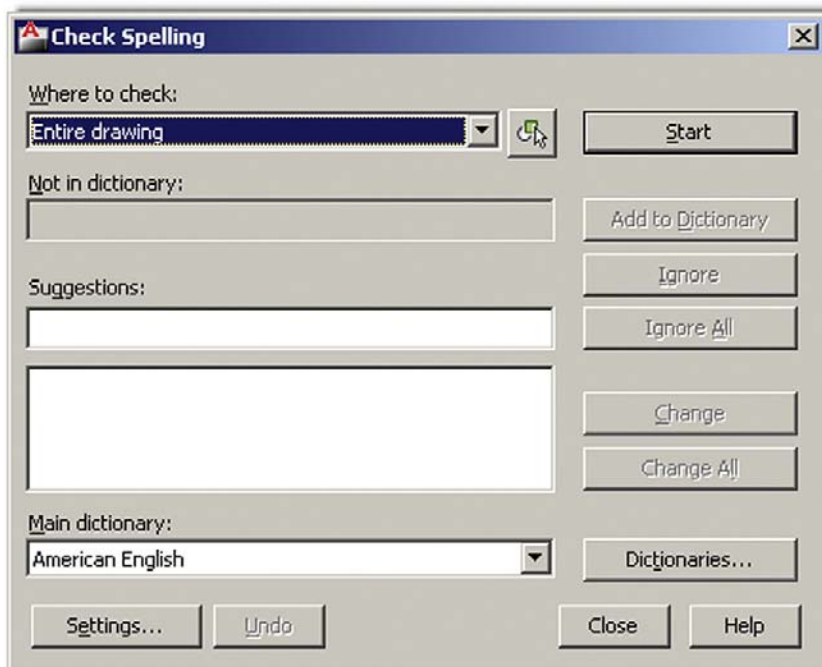 Check Spelling
Where to check:
Entire drawing
Start
Not in dictionary:
Add to Dictionary
Ignore
Suggestions:
Ignore All
Change
Change All
Main dictionary:
American English
Dictionaries...
Settings...
Undo
Close
Help